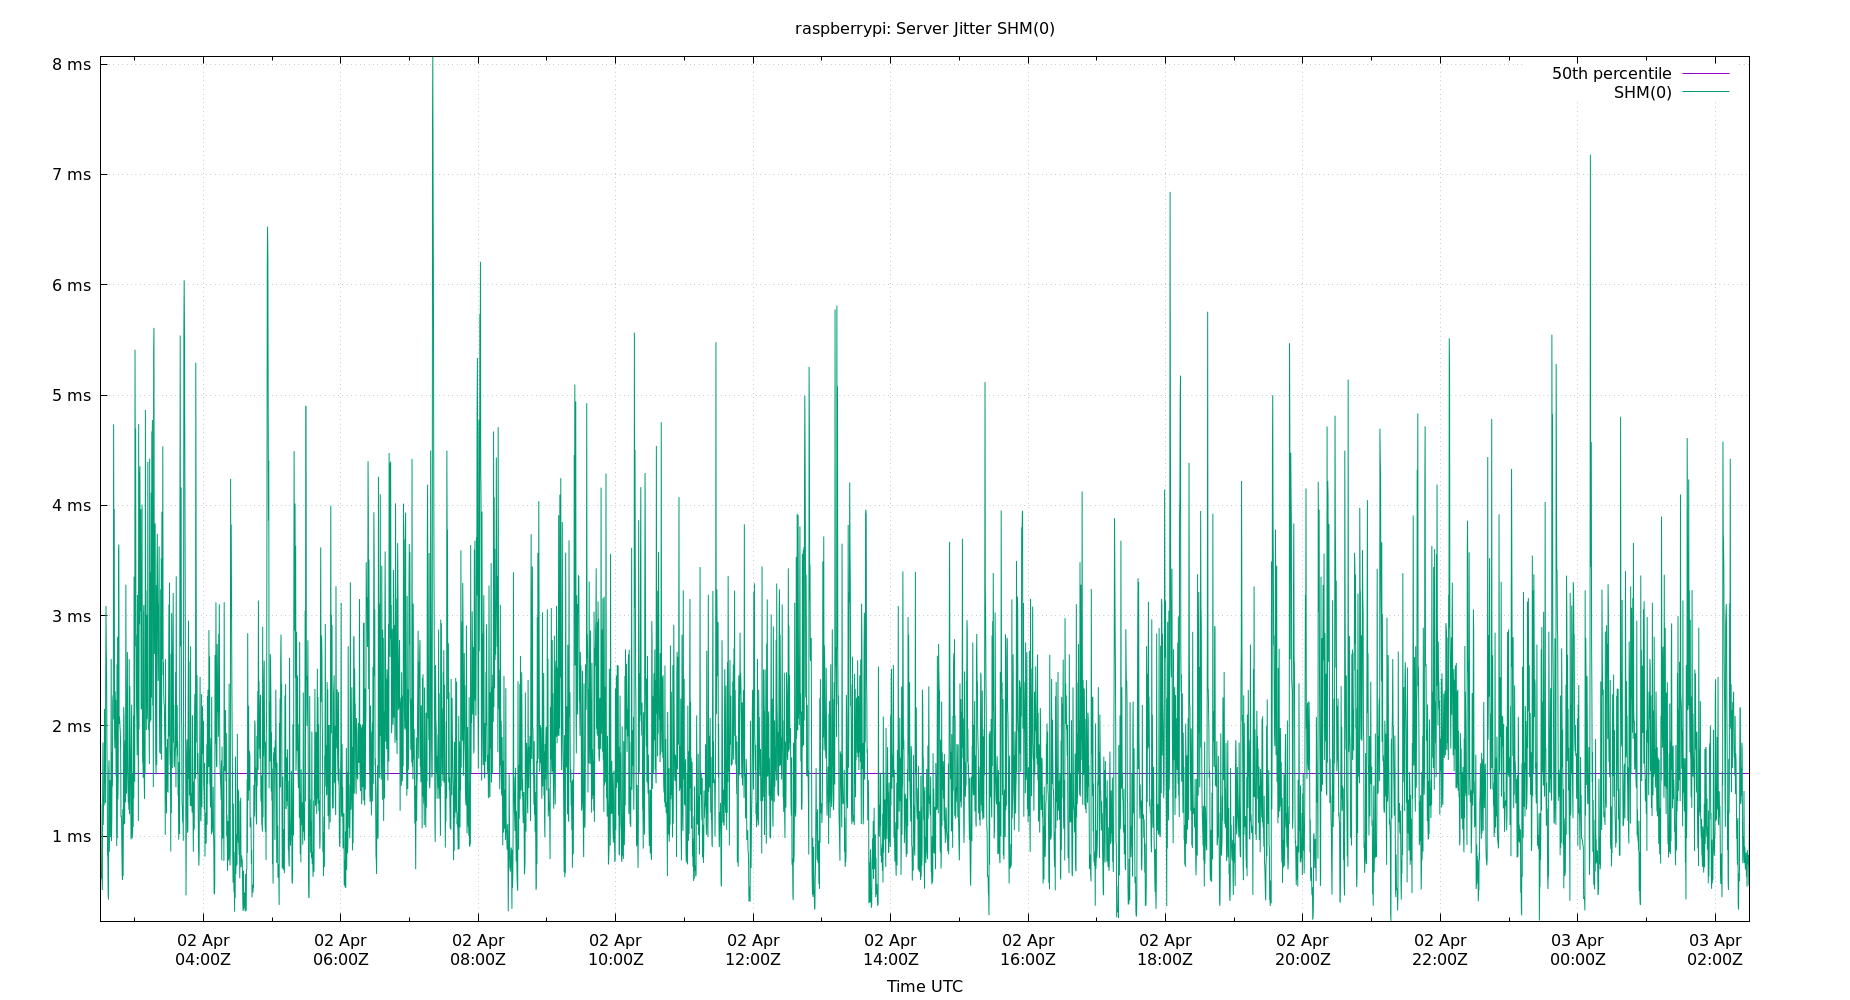 raspberrypi: Server Jitter SHM(0)
50th percentile
SHM(0)
8 ms
7 ms
6 ms
5 ms
4 ms
3 ms
2 ms
1 ms
02 Apr 02 Apr 02 Apr 02 Apr 02 Apr 02 Apr 02 Apr 02 Apr 02 Apr 02 Apr 03 Apr 03 Apr
04:00Z 06:00Z 08:00Z 10:00Z 12:00Z 14:00Z 16:00Z 18:00Z 20:00Z 22:00Z 00:00Z 02:00Z
Time UTC